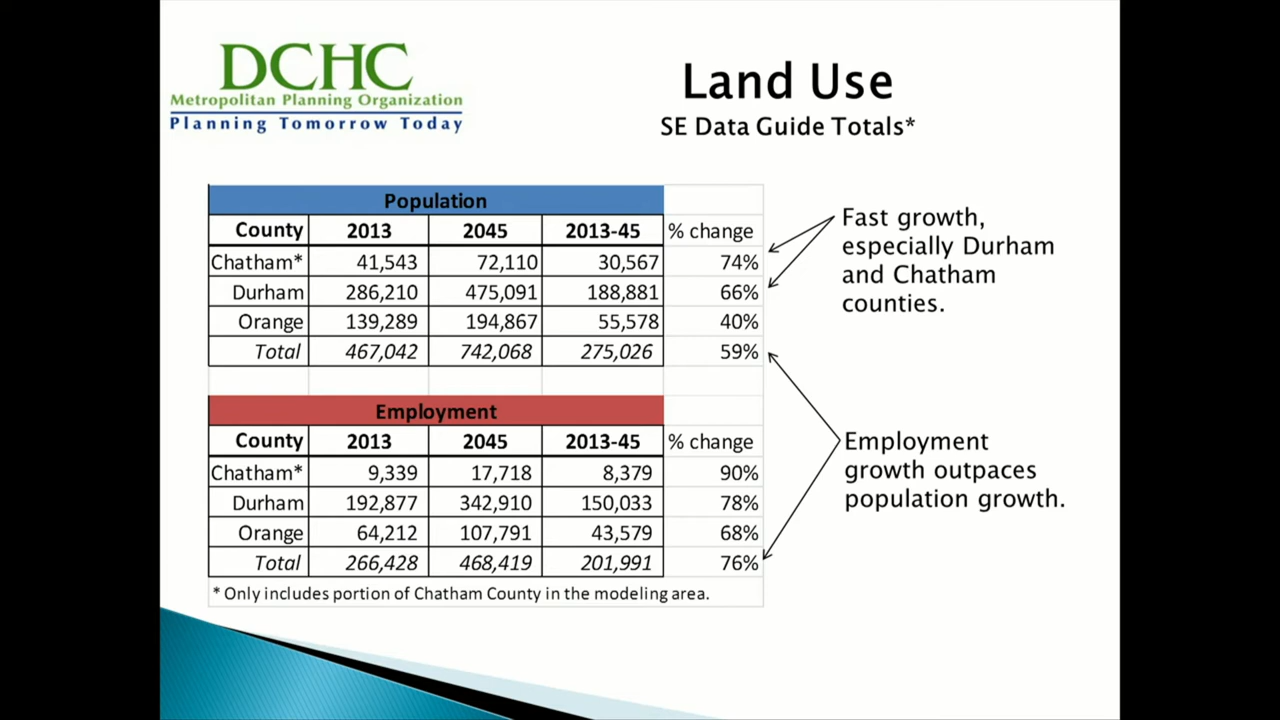 DCHC
Metropolitan Planning Organization
Planning Tomorrow Today
Land Use
SE Data Guide Totals*
Population
County 2013 2045 2013-45 % change
Chatham* 41,543 72,110 30,567 74%
Durham 286,210 475,091 188,881 66%
Orange 139,289 194,867 55,578 40%
Total 467,042 742,068 275,026 59%
Fast growth,
especially Durham
and Chatham
counties.
Employment
County 2013 2045 2013-45 % change
Chatham* 9,339 17,718 8,379 90%
Durham 192,877 342,910 150,033 78%
Orange 64,212 107,791 43,579 68%
Total 266,428 468,419 201,991 76%
* Only includes portion of Chatham County in the modeling area.
Employment
growth outpaces
population growth.